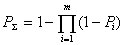 P_Σ = 1 - ∏_{i=1}^{m} (1 - P_i)